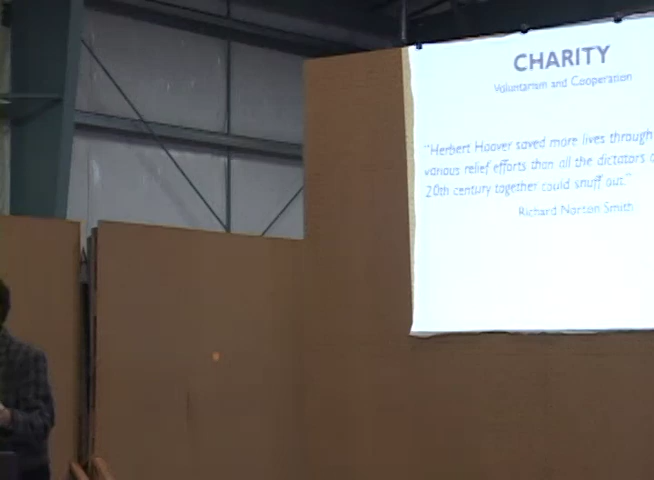 CHARITY
Voluntarism and Cooperation
"Herbert Hoover saved more lives through
various relief efforts than all the dictators
20th century together could snuff out."
Richard Norton Smith